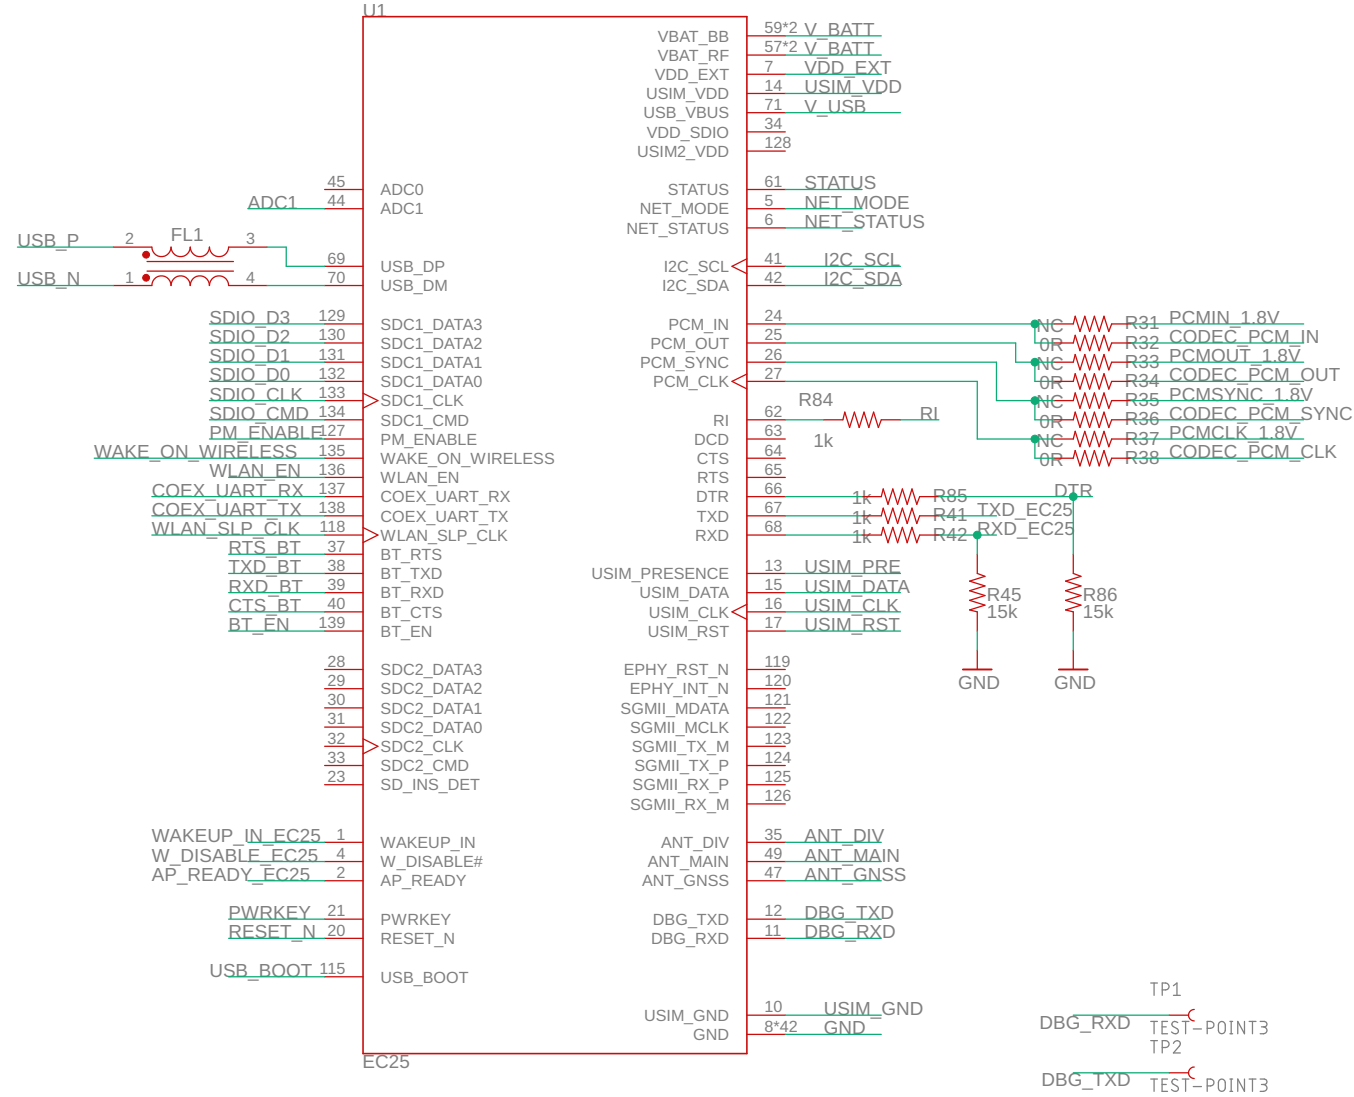 U1
VBAT_BB 59*2 V_BATT
VBAT_RF 57*2 V_BATT
VDD_EXT 7 VDD_EXT
USIM_VDD 14 USIM_VDD
USB_VBUS 71 V_USB
VDD_SDIO 34
USIM2_VDD 128
45 ADC0 STATUS 61 STATUS
ADC1 44 ADC1 NET_MODE 5 NET_MODE
NET_STATUS 6 NET_STATUS
USB_P 2 FL1 3
69 USB_DP I2C_SCL 41 I2C_SCL
USB_N 1 4 70 USB_DM I2C_SDA 42 I2C_SDA
SDIO_D3 129 SDC1_DATA3 PCM_IN 24 NC R31 PCMIN_1.8V
SDIO_D2 130 SDC1_DATA2 PCM_OUT 25 0R R32 CODEC_PCM_IN
SDIO_D1 131 SDC1_DATA1 PCM_SYNC 26 NC R33 PCMOUT_1.8V
SDIO_D0 132 SDC1_DATA0 PCM_CLK 27 0R R34 CODEC_PCM_OUT
SDIO_CLK 133 SDC1_CLK R84 NC R35 PCMSYNC_1.8V
SDIO_CMD 134 SDC1_CMD RI 62 RI 0R R36 CODEC_PCM_SYNC
PM_ENABLE 127 PM_ENABLE DCD 63 1k NC R37 PCMCLK_1.8V
WAKE_ON_WIRELESS 135 WAKE_ON_WIRELESS CTS 64 0R R38 CODEC_PCM_CLK
WLAN_EN 136 WLAN_EN RTS 65
COEX_UART_RX 137 COEX_UART_RX DTR 66 1k R85 DTR
COEX_UART_TX 138 COEX_UART_TX TXD 67 1k R41 TXD_EC25
WLAN_SLP_CLK 118 WLAN_SLP_CLK RXD 68 1k R42 RXD_EC25
RTS_BT 37 BT_RTS
TXD_BT 38 BT_TXD USIM_PRESENCE 13 USIM_PRE
RXD_BT 39 BT_RXD USIM_DATA 15 USIM_DATA R45 R86
CTS_BT 40 BT_CTS USIM_CLK 16 USIM_CLK 15k 15k
BT_EN 139 BT_EN USIM_RST 17 USIM_RST
28 SDC2_DATA3 EPHY_RST_N 119
29 SDC2_DATA2 EPHY_INT_N 120 GND GND
30 SDC2_DATA1 SGMII_MDATA 121
31 SDC2_DATA0 SGMII_MCLK 122
32 SDC2_CLK SGMII_TX_M 123
33 SDC2_CMD SGMII_TX_P 124
23 SD_INS_DET SGMII_RX_P 125
SGMII_RX_M 126
WAKEUP_IN_EC25 1 WAKEUP_IN ANT_DIV 35 ANT_DIV
W_DISABLE_EC25 4 W_DISABLE# ANT_MAIN 49 ANT_MAIN
AP_READY_EC25 2 AP_READY ANT_GNSS 47 ANT_GNSS
PWRKEY 21 PWRKEY DBG_TXD 12 DBG_TXD
RESET_N 20 RESET_N DBG_RXD 11 DBG_RXD
USB_BOOT 115 USB_BOOT
TP1
USIM_GND 10 USIM_GND
DBG_RXD TEST-POINT3
GND 8*42 GND
TP2
EC25
DBG_TXD TEST-POINT3